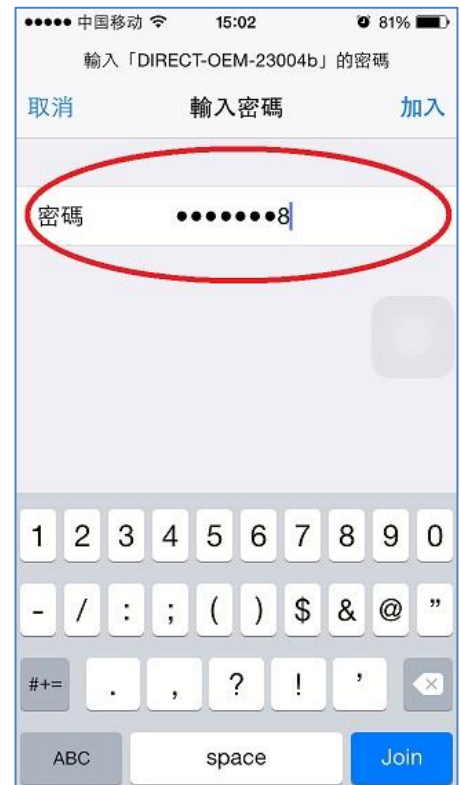 ●●●●● 中国移动 15:02 81%
輸入「DIRECT-OEM-23004b」的密碼
取消 輸入密碼 加入
密碼 ●●●●●●●8
1 2 3 4 5 6 7 8 9 0
- / : ; ( ) $ & @ ”
#+= . , ? ! ’
ABC space Join